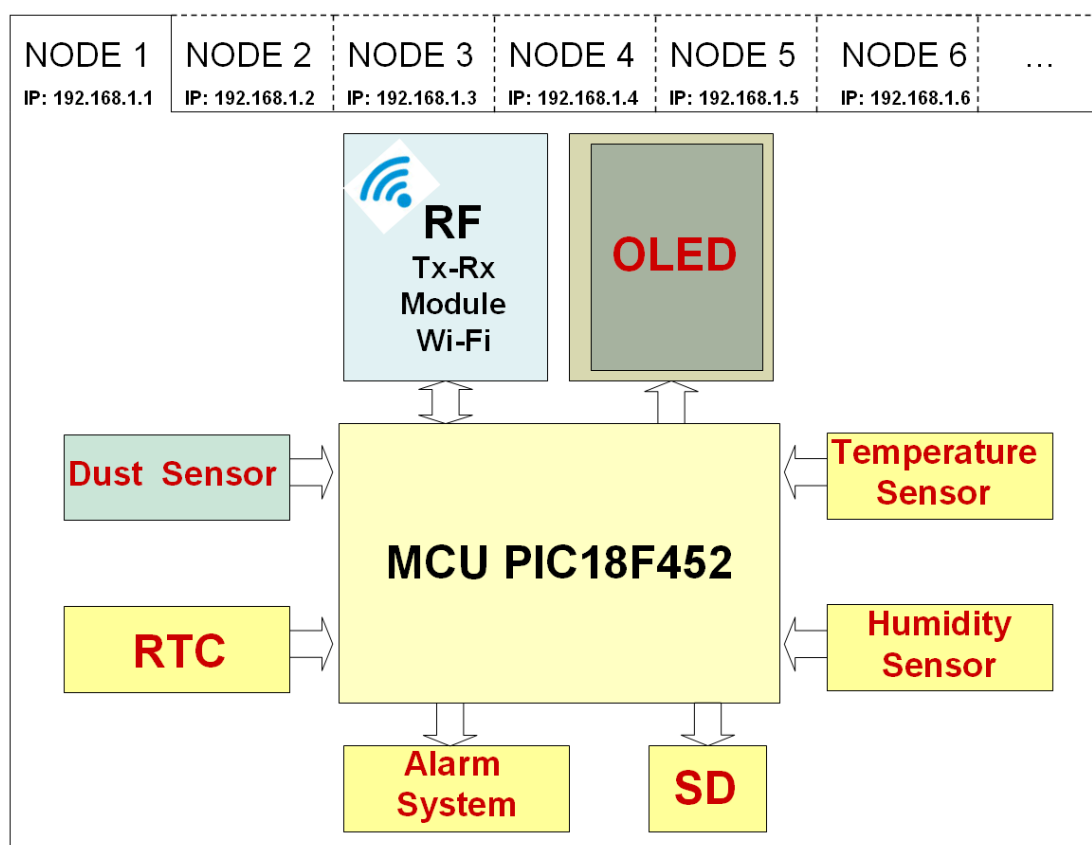 NODE 1 NODE 2 NODE 3 NODE 4 NODE 5 NODE 6 ...
IP: 192.168.1.1 IP: 192.168.1.2 IP: 192.168.1.3 IP: 192.168.1.4 IP: 192.168.1.5 IP: 192.168.1.6
RF
Tx-Rx
Module
Wi-Fi
OLED
Dust Sensor
Temperature
Sensor
MCU PIC18F452
RTC
Humidity
Sensor
Alarm
System
SD